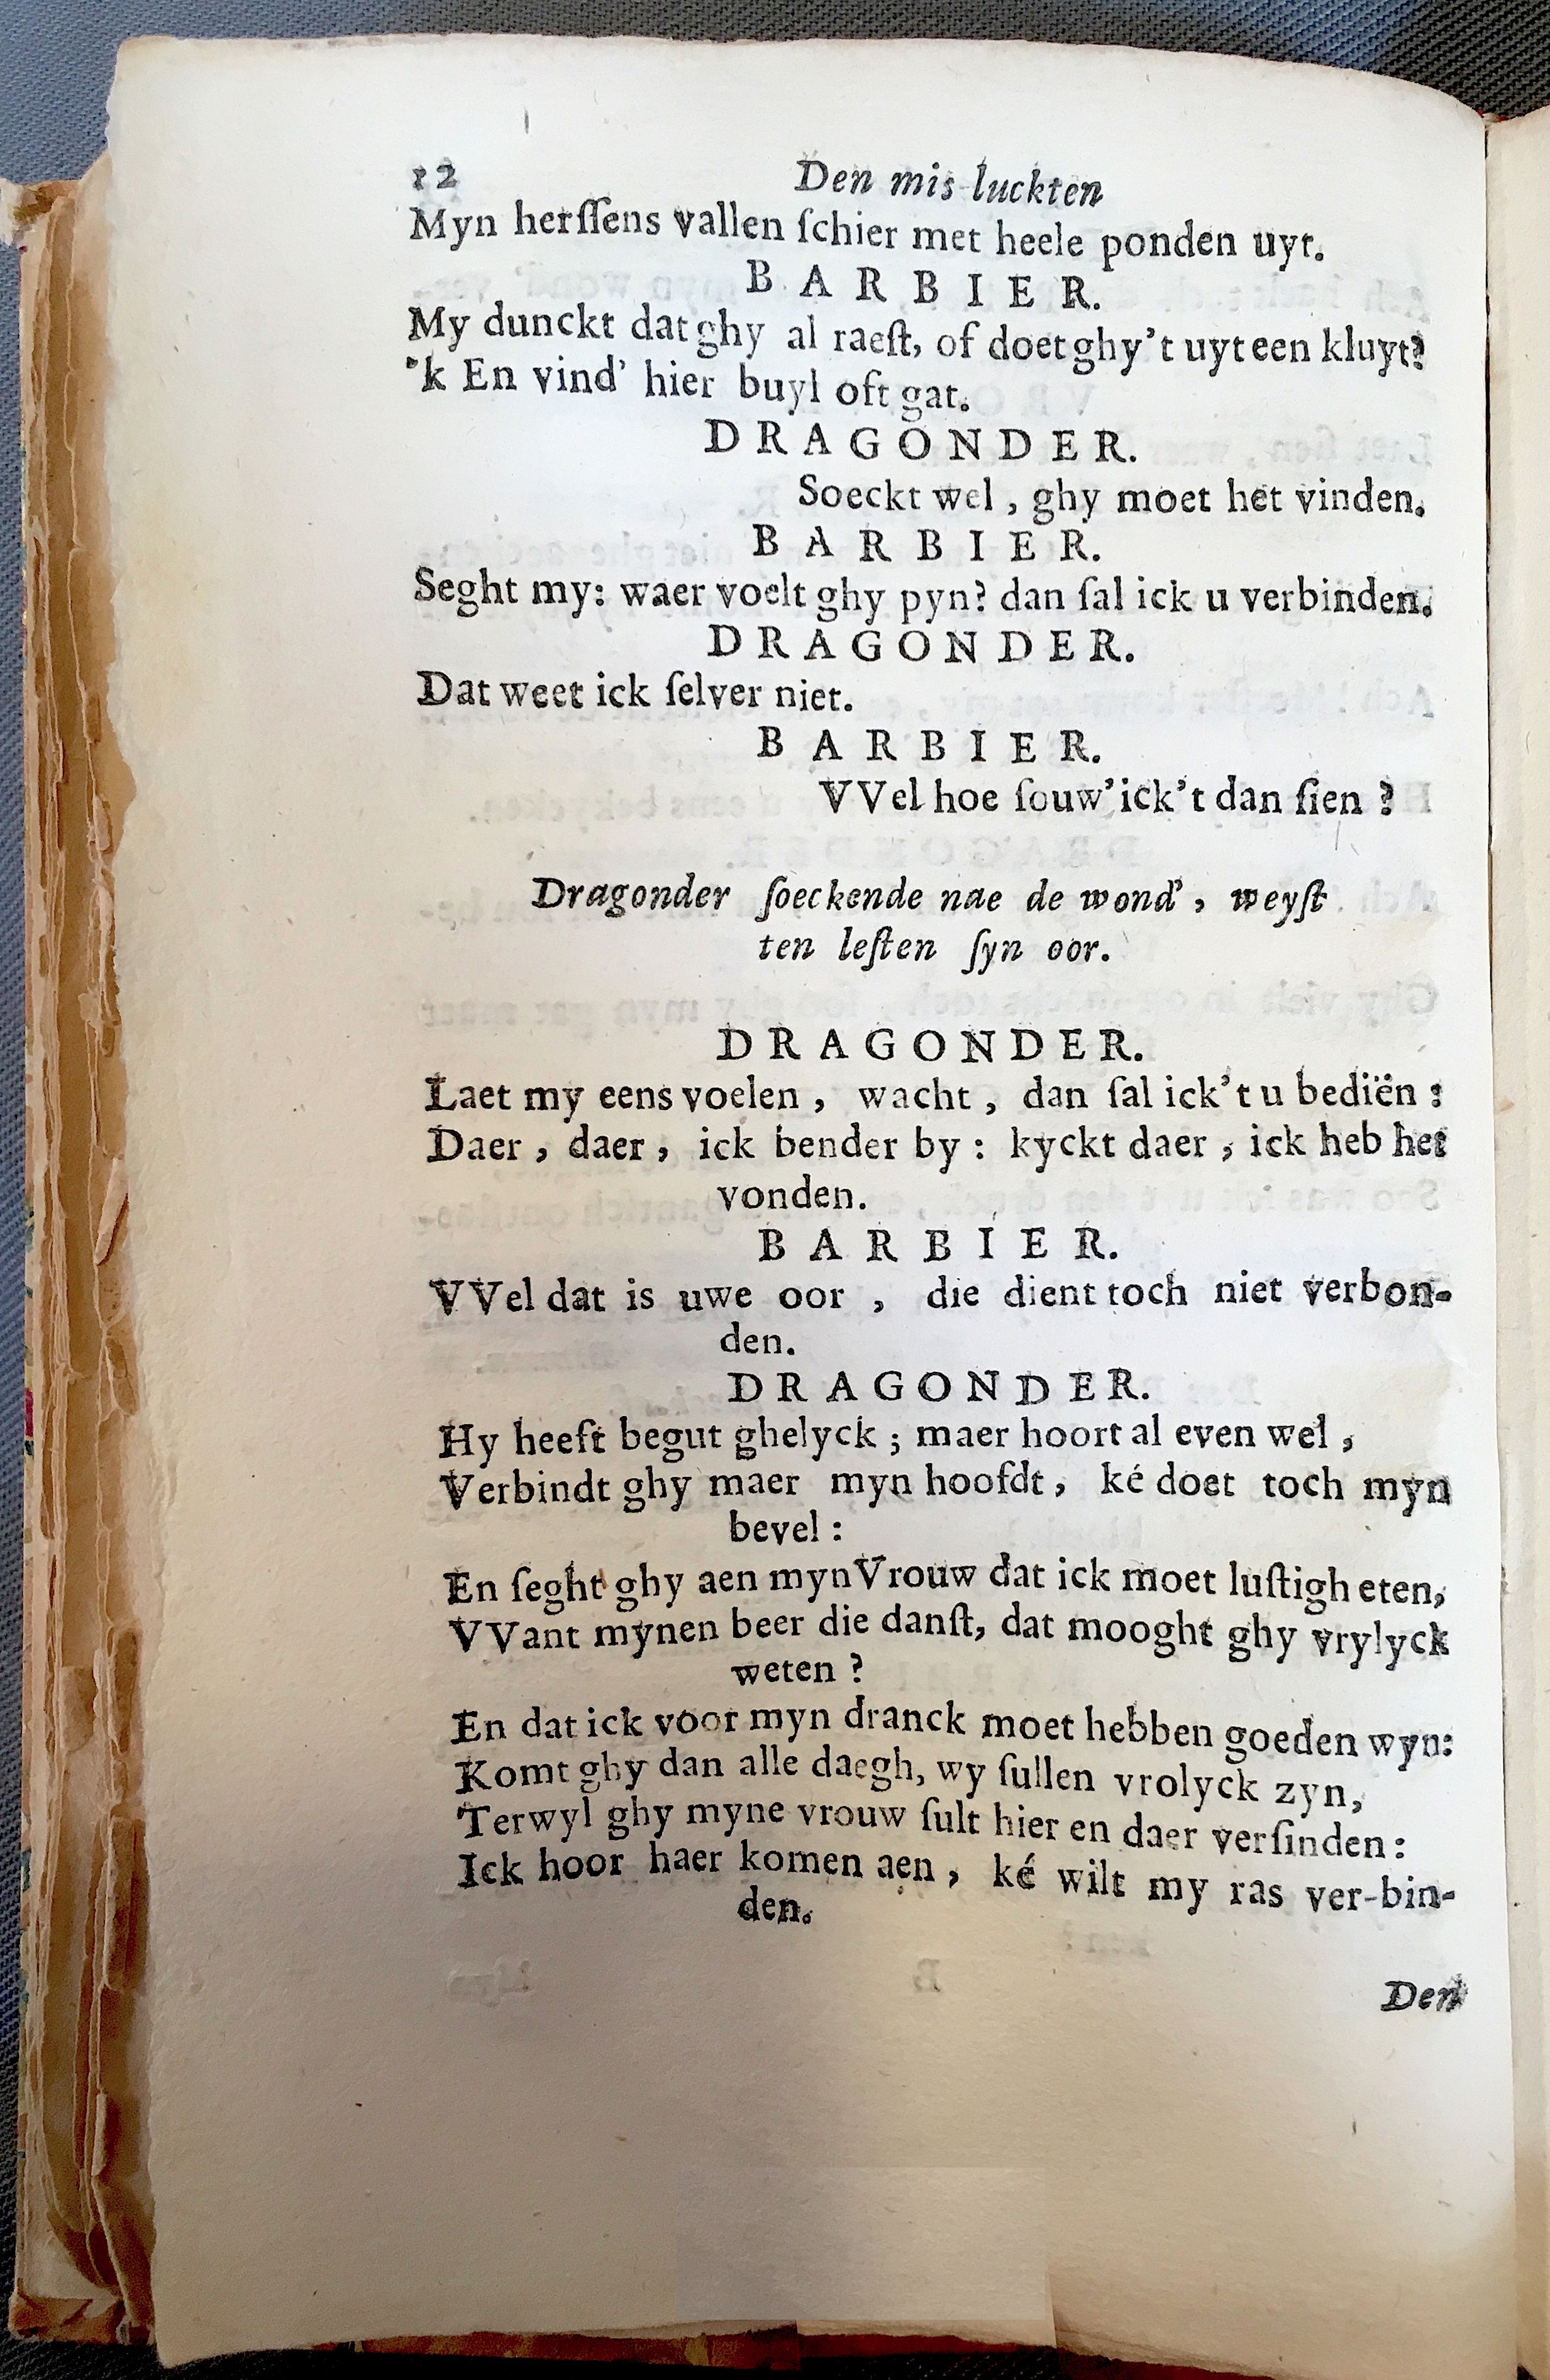 12 Den mis-luckten
Myn herſſens vallen ſchier met heele ponden uyt.
BARBIER.
My dunckt dat ghy al raeſt, of doet ghy't uyt een kluyt?
'k En vind' hier buyl oft gat.
DRAGONDER.
Soeckt wel, ghy moet het vinden.
BARBIER.
Seght my: waer voelt ghy pyn? dan ſal ick u verbinden.
DRAGONDER.
Dat weet ick ſelver niet.
BARBIER.
VVel hoe ſouw' ick't dan ſien?
Dragonder ſoeckende nae de wond', weyſt
ten leſten ſyn oor.
DRAGONDER.
Laet my eens voelen, wacht, dan ſal ick't u bediën:
Daer, daer, ick bender by: kyckt daer, ick heb het
vonden.
BARBIER.
VVel dat is uwe oor, die dient toch niet verbon-
den.
DRAGONDER.
Hy heeft begut ghelyck; maer hoort al even wel,
Verbindt ghy maer myn hoofdt, ké doet toch myn
bevel:
En ſeght ghy aen myn Vrouw dat ick moet luſtigh eten,
VVant mynen beer die danſt, dat mooght ghy vrylyck
weten?
En dat ick voor myn dranck moet hebben goeden wyn:
Komt ghy dan alle daegh, wy ſullen vrolyck zyn,
Terwyl ghy myne vrouw ſult hier en daer verſinden:
Ick hoor haer komen aen, ké wilt my ras ver-bin-
den.
Den